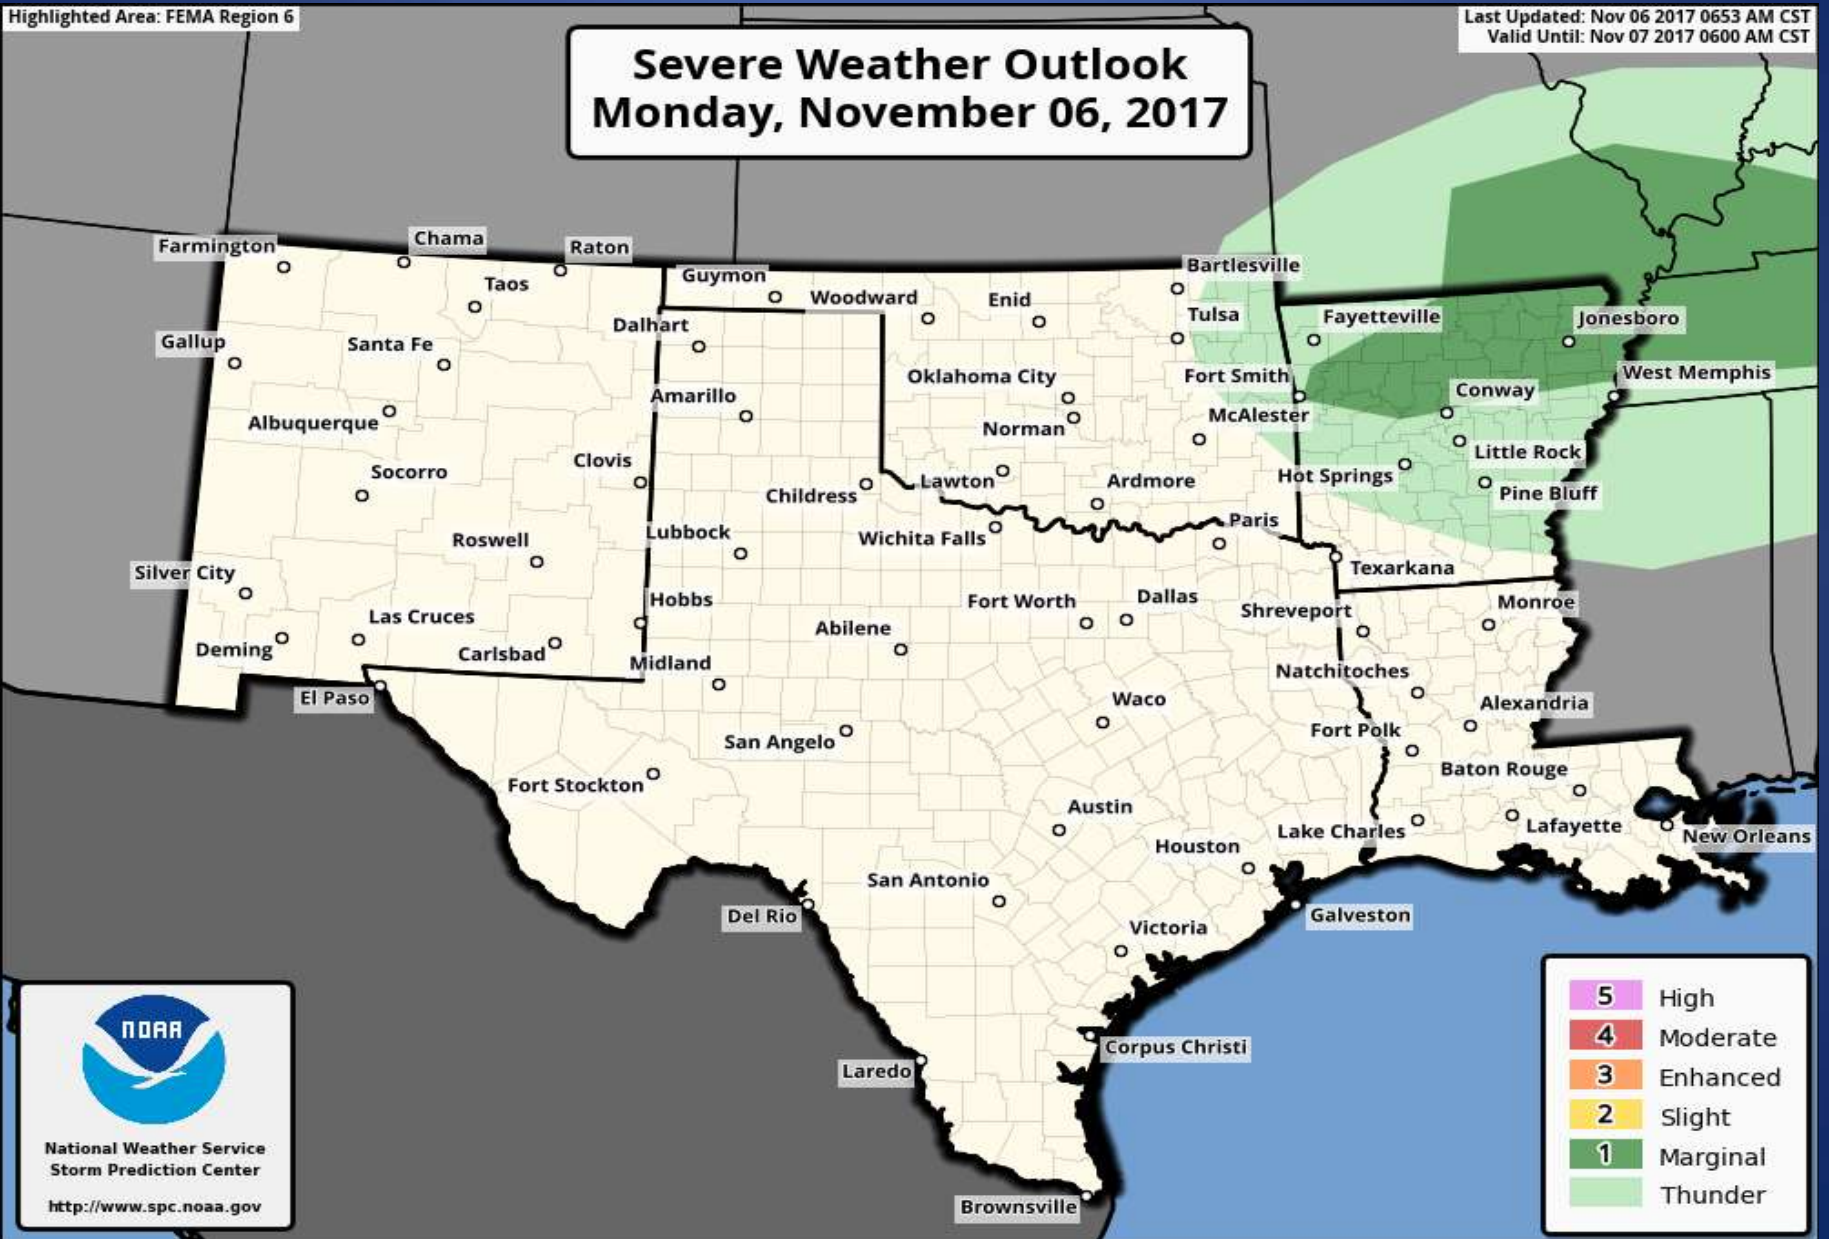 Highlighted Area: FEMA Region 6
Last Updated: Nov 06 2017 0653 AM CST
Valid Until: Nov 07 2017 0600 AM CST
Severe Weather Outlook
Monday, November 06, 2017
Farmington
Chama
Raton
Taos
Guymon
Woodward
Enid
Bartlesville
Tulsa
Fayetteville
Jonesboro
Gallup
Santa Fe
Dalhart
Oklahoma City
Fort Smith
West Memphis
Albuquerque
Amarillo
Norman
McAlester
Conway
Socorro
Clovis
Childress
Lawton
Ardmore
Hot Springs
Little Rock
Pine Bluff
Roswell
Lubbock
Wichita Falls
Paris
Texarkana
Silver City
Hobbs
Fort Worth
Dallas
Shreveport
Monroe
Las Cruces
Abilene
Deming
Carlsbad
Midland
Natchitoches
El Paso
Waco
Alexandria
San Angelo
Fort Polk
Fort Stockton
Baton Rouge
Austin
Lake Charles
Lafayette
New Orleans
Houston
San Antonio
Del Rio
Galveston
Victoria
Corpus Christi
Laredo
Brownsville
NOAA
National Weather Service
Storm Prediction Center
http://www.spc.noaa.gov
5 High
4 Moderate
3 Enhanced
2 Slight
1 Marginal
Thunder